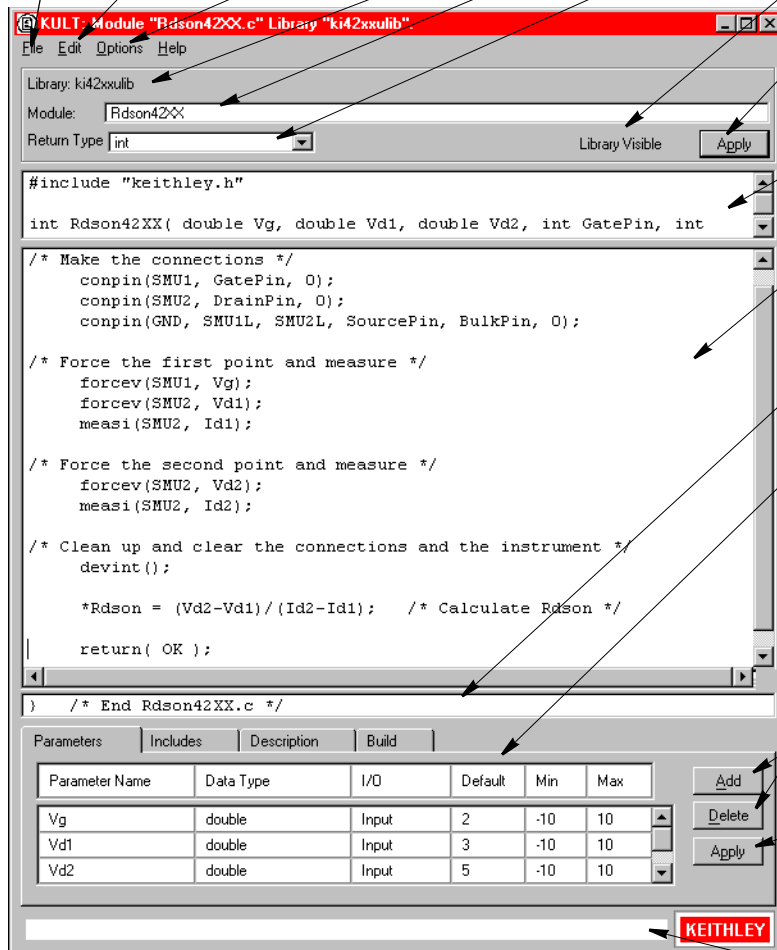 KULT: Module "Rdson42XX.c" Library "ki42xxulib".
File Edit Options Help
Library: ki42xxulib
Module: Rdson42XX
Return Type int Library Visible Apply
#include "keithley.h"
int Rdson42XX( double Vg, double Vd1, double Vd2, int GatePin, int
/* Make the connections */
conpin(SMU1, GatePin, 0);
conpin(SMU2, DrainPin, 0);
conpin(GND, SMU1L, SMU2L, SourcePin, BulkPin, 0);
/* Force the first point and measure */
forcev(SMU1, Vg);
forcev(SMU2, Vd1);
measi(SMU2, Id1);
/* Force the second point and measure */
forcev(SMU2, Vd2);
measi(SMU2, Id2);
/* Clean up and clear the connections and the instrument */
devint();
*Rdson = (Vd2-Vd1)/(Id2-Id1); /* Calculate Rdson */
return( OK );
} /* End Rdson42XX.c */
Parameters Includes Description Build
Parameter Name Data Type I/O Default Min Max Add
Vg double Input 2 -10 10 Delete
Vd1 double Input 3 -10 10 Apply
Vd2 double Input 5 -10 10
KEITHLEY